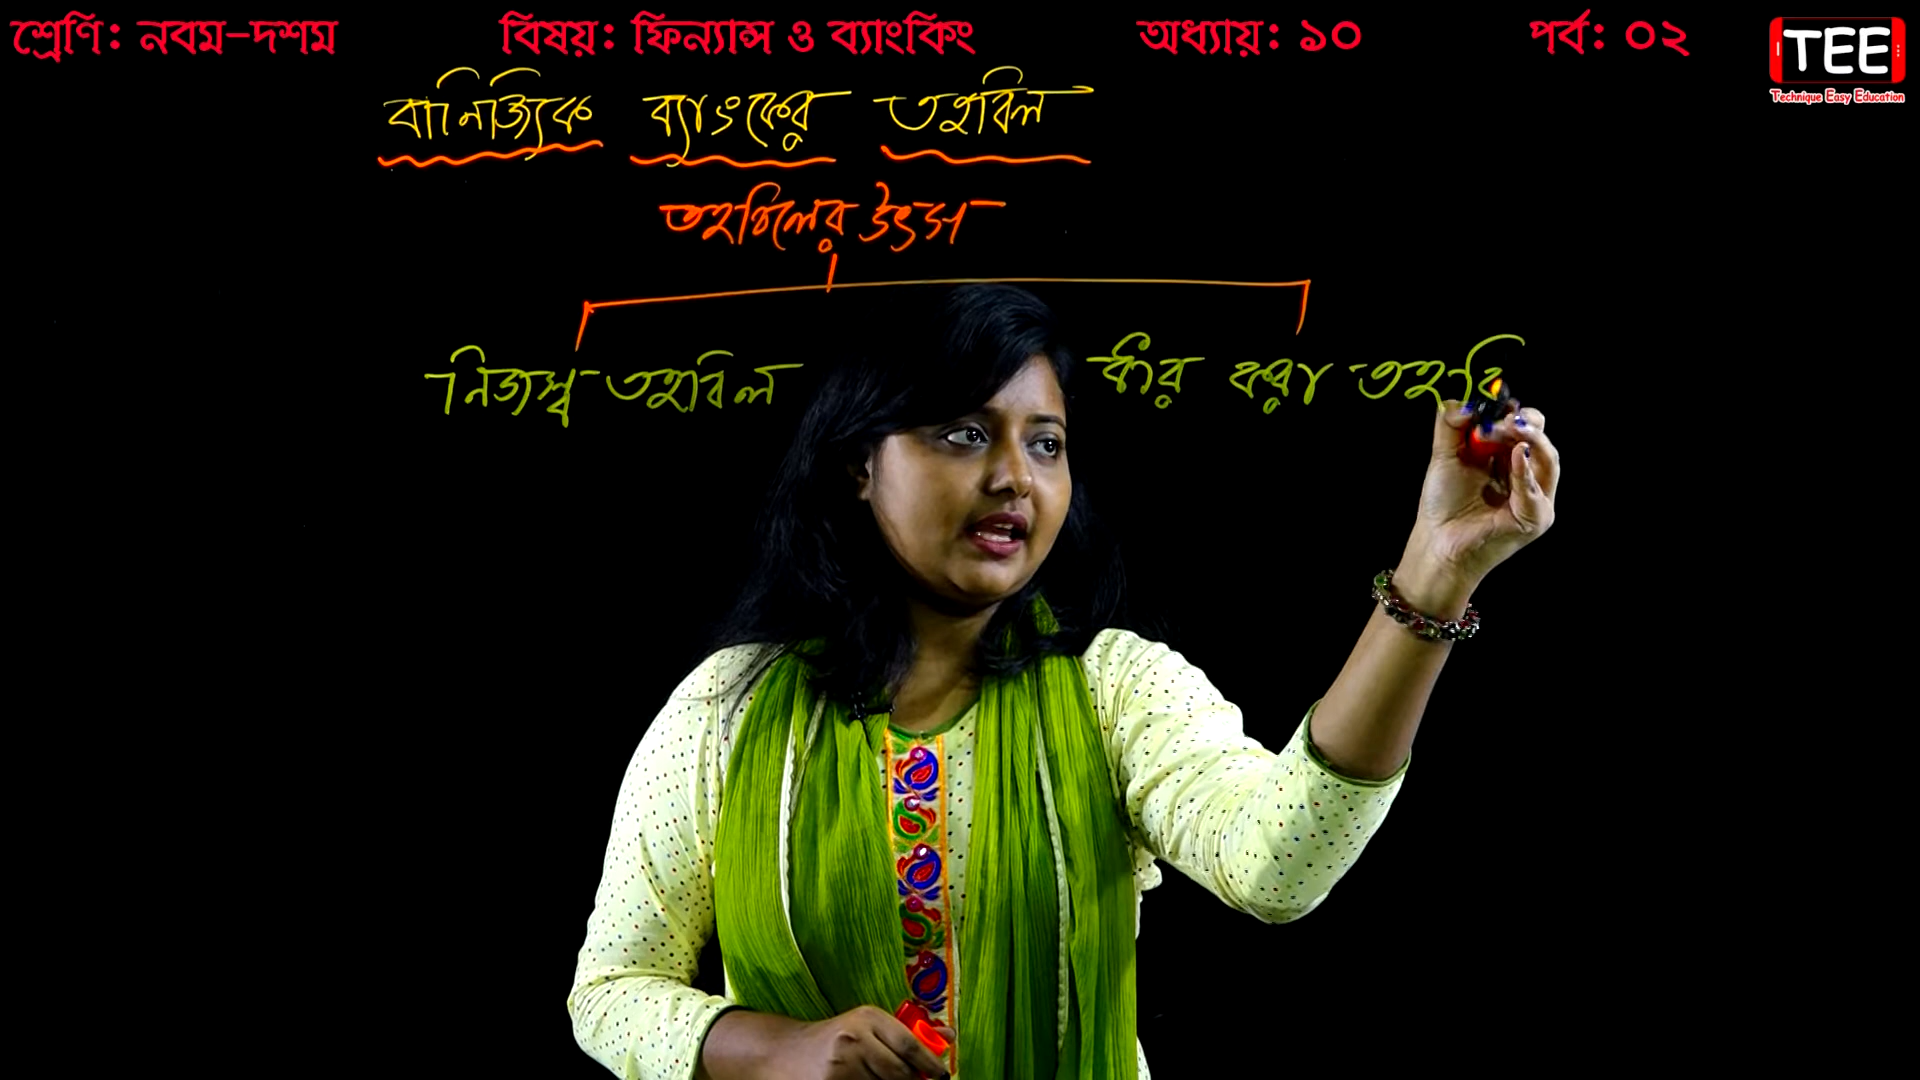 শ্রেণি: নবম-দশম বিষয়: ফিন্যান্স ও ব্যাংকিং অধ্যায়: ১০ পর্ব: ০২
TEE
Technique Easy Education
বানিজ্যিক ব্যাংকের তহবিল
তহবিলের উৎস
নিজস্ব তহবিল
করা তহবি